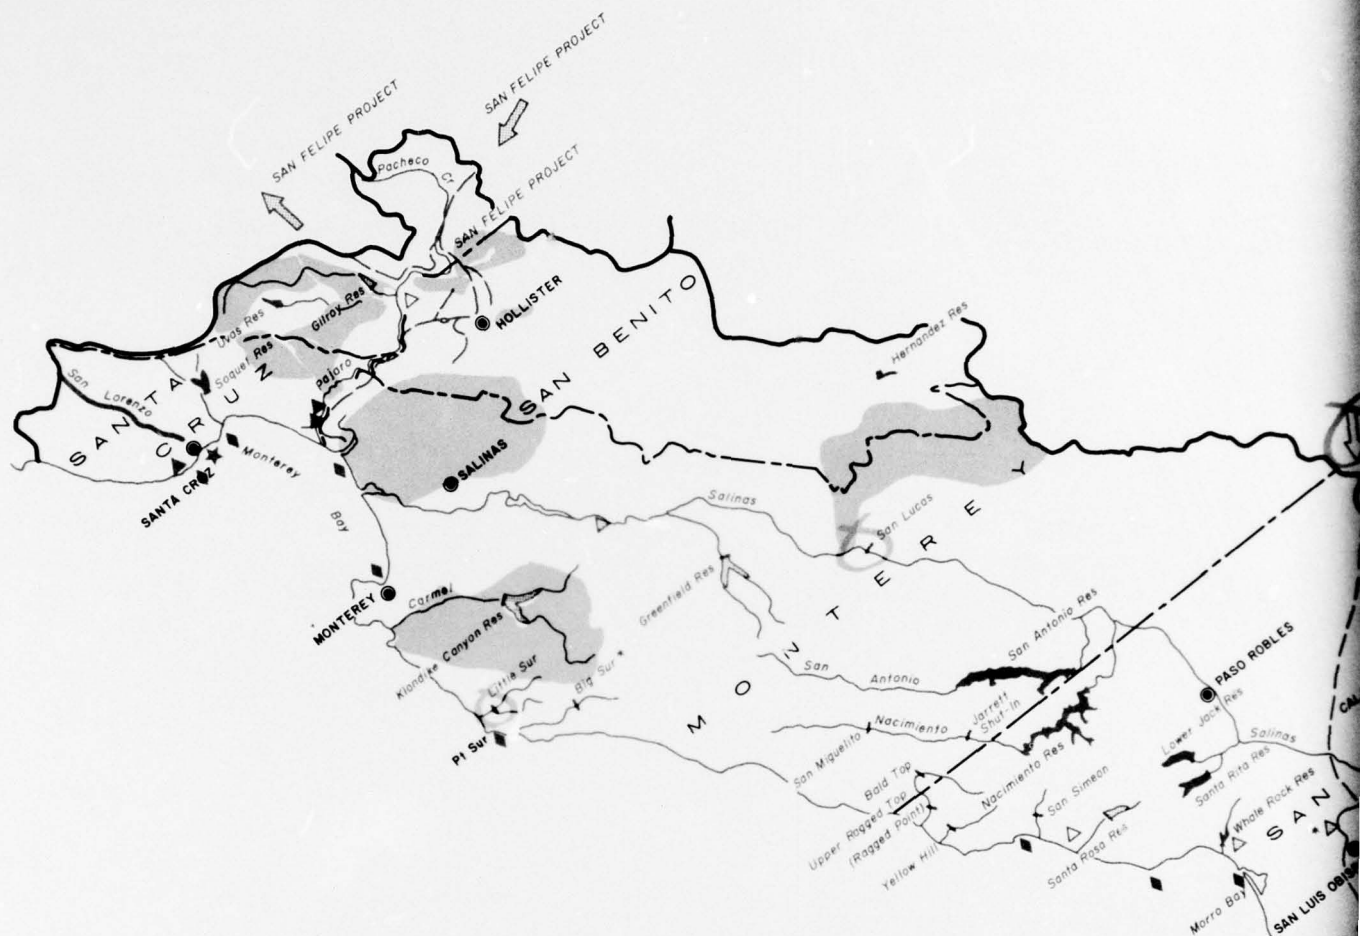 SAN FELIPE PROJECT
SAN FELIPE PROJECT
SAN FELIPE PROJECT
Pacheco Cr
HOLLISTER
SAN BENITO
Hernandez Res
Uvas Res
Gilroy Res
Soquel Res
Pajaro
San Lorenzo
SANTA CRUZ
SANTA CRUZ
Monterey
Bay
SALINAS
Salinas
San Lucas
MONTEREY
MONTEREY
Carmel
Klondike Canyon Res
Greenfield Res
Little Sur
Big Sur *
Pt Sur
San Antonio
San Antonio Res
Nacimiento
Jarrett
Shut-In
San Miguelito
Bald Top
Upper Ragged Top
(Ragged Point)
Yellow Hill
Nacimiento Res
San Simeon
Santa Rosa Res
PASO ROBLES
Lower Jack Res
Santa Rita Res
Salinas
Whale Rock Res
SAN
Morro Bay
SAN LUIS OBIS
CAL